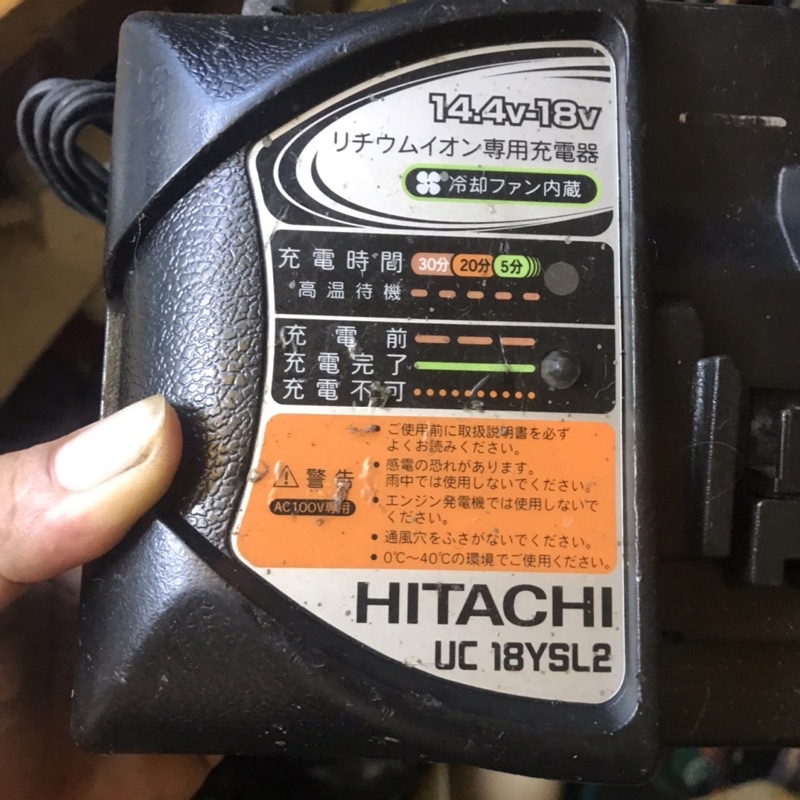 14.4v-18v
リチウムイオン専用充電器
冷却ファン内蔵
充電時間 30分 20分 5分
高温待機
充電前
充電完了
充電不可
警告
AC100V専用
• ご使用前に取扱説明書を必ず
よくお読みください。
• 感電の恐れがあります。
雨中では使用しないでください。
• エンジン発電機では使用しないで
ください。
• 通風穴をふさがないでください。
• 0℃～40℃の環境でご使用ください。
HITACHI
UC 18YSL2